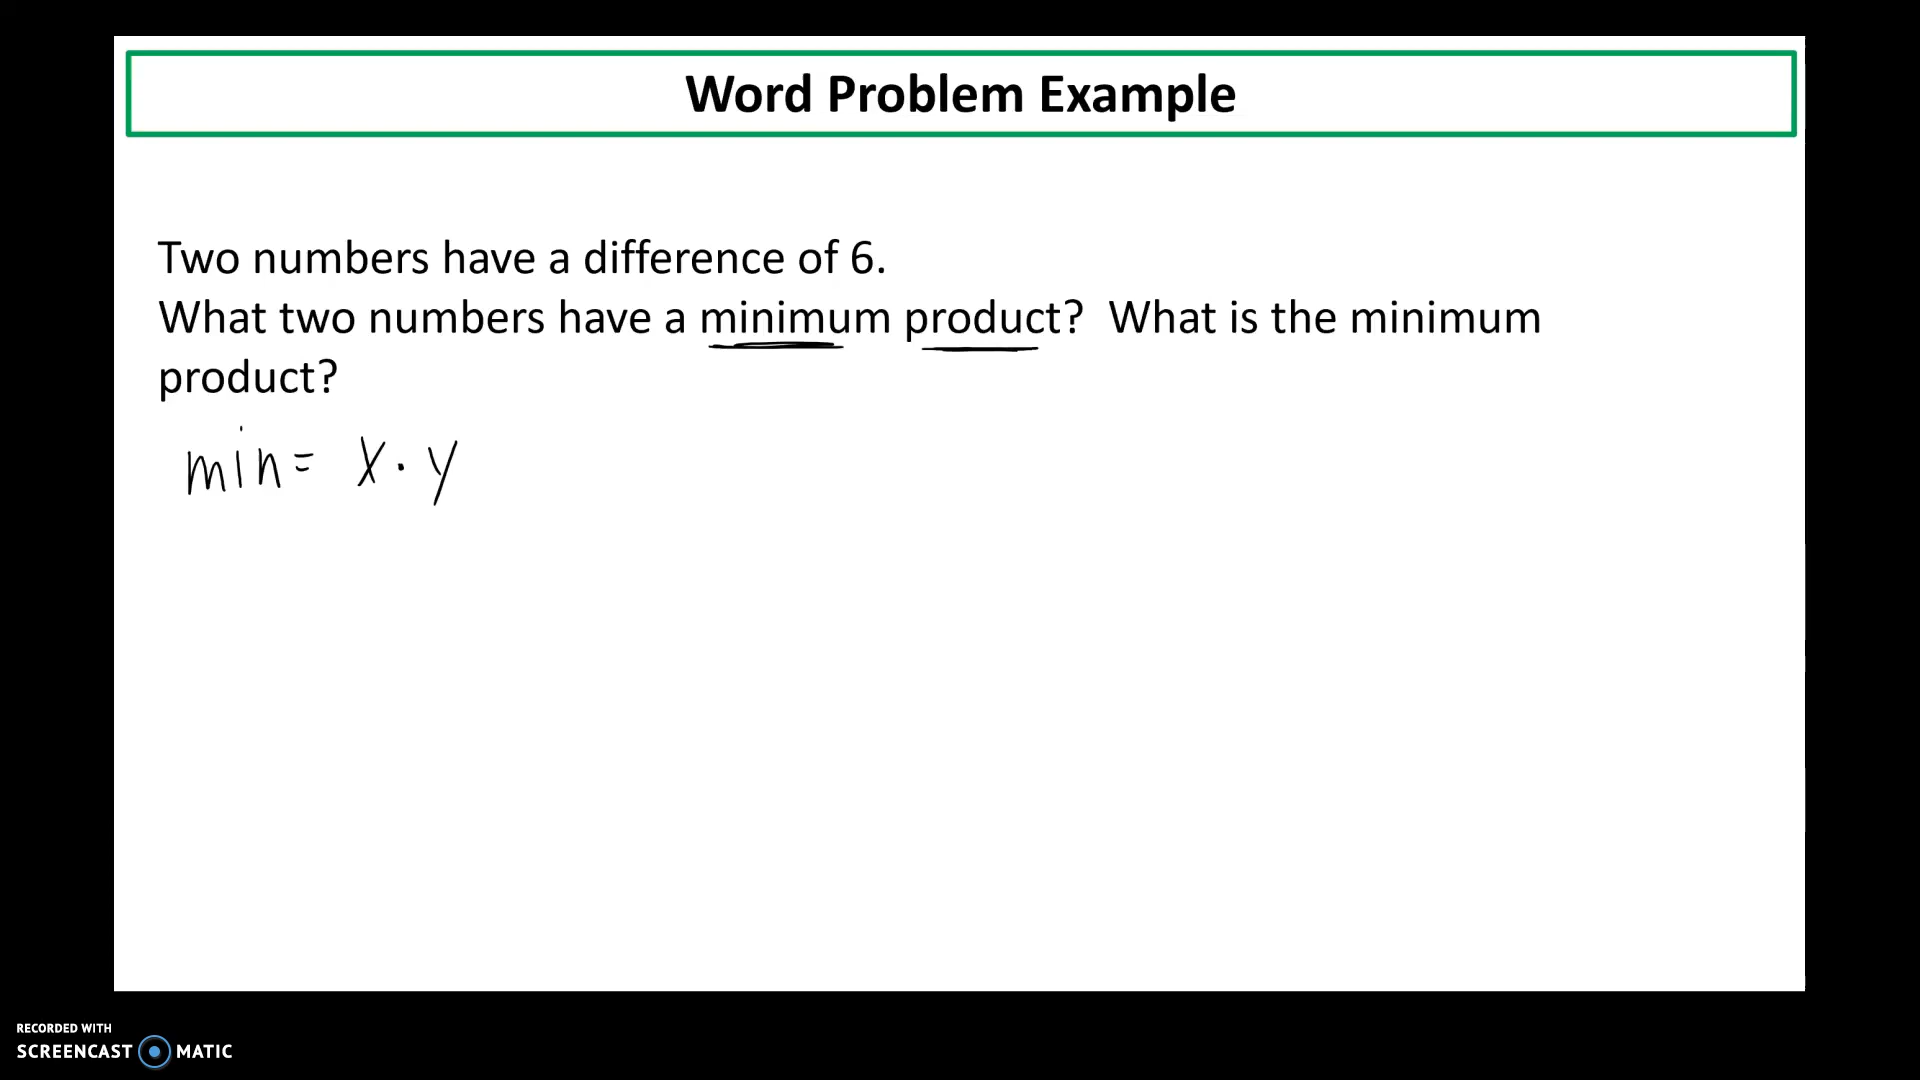 Word Problem Example
Two numbers have a difference of 6.
What two numbers have a minimum product? What is the minimum
product?
min = x · y
RECORDED WITH
SCREENCAST MATIC